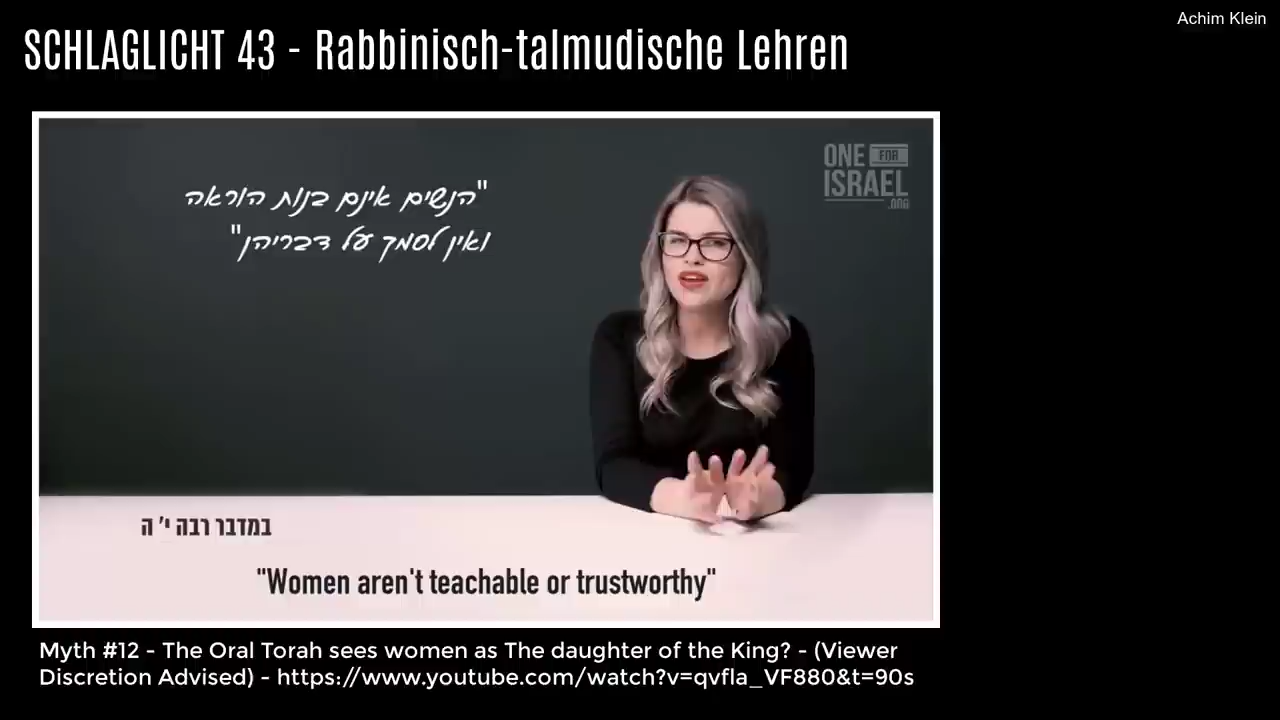 Achim Klein
SCHLAGLICHT 43 - Rabbinisch-talmudische Lehren
ONE FOR
ISRAEL
.ORG
"הנשים אינם בנות הוראה
ואין לסמך על דבריהן"
במדבר רבה י' ה
"Women aren't teachable or trustworthy"
Myth #12 - The Oral Torah sees women as The daughter of the King? - (Viewer
Discretion Advised) - https://www.youtube.com/watch?v=qvfla_VF880&t=90s